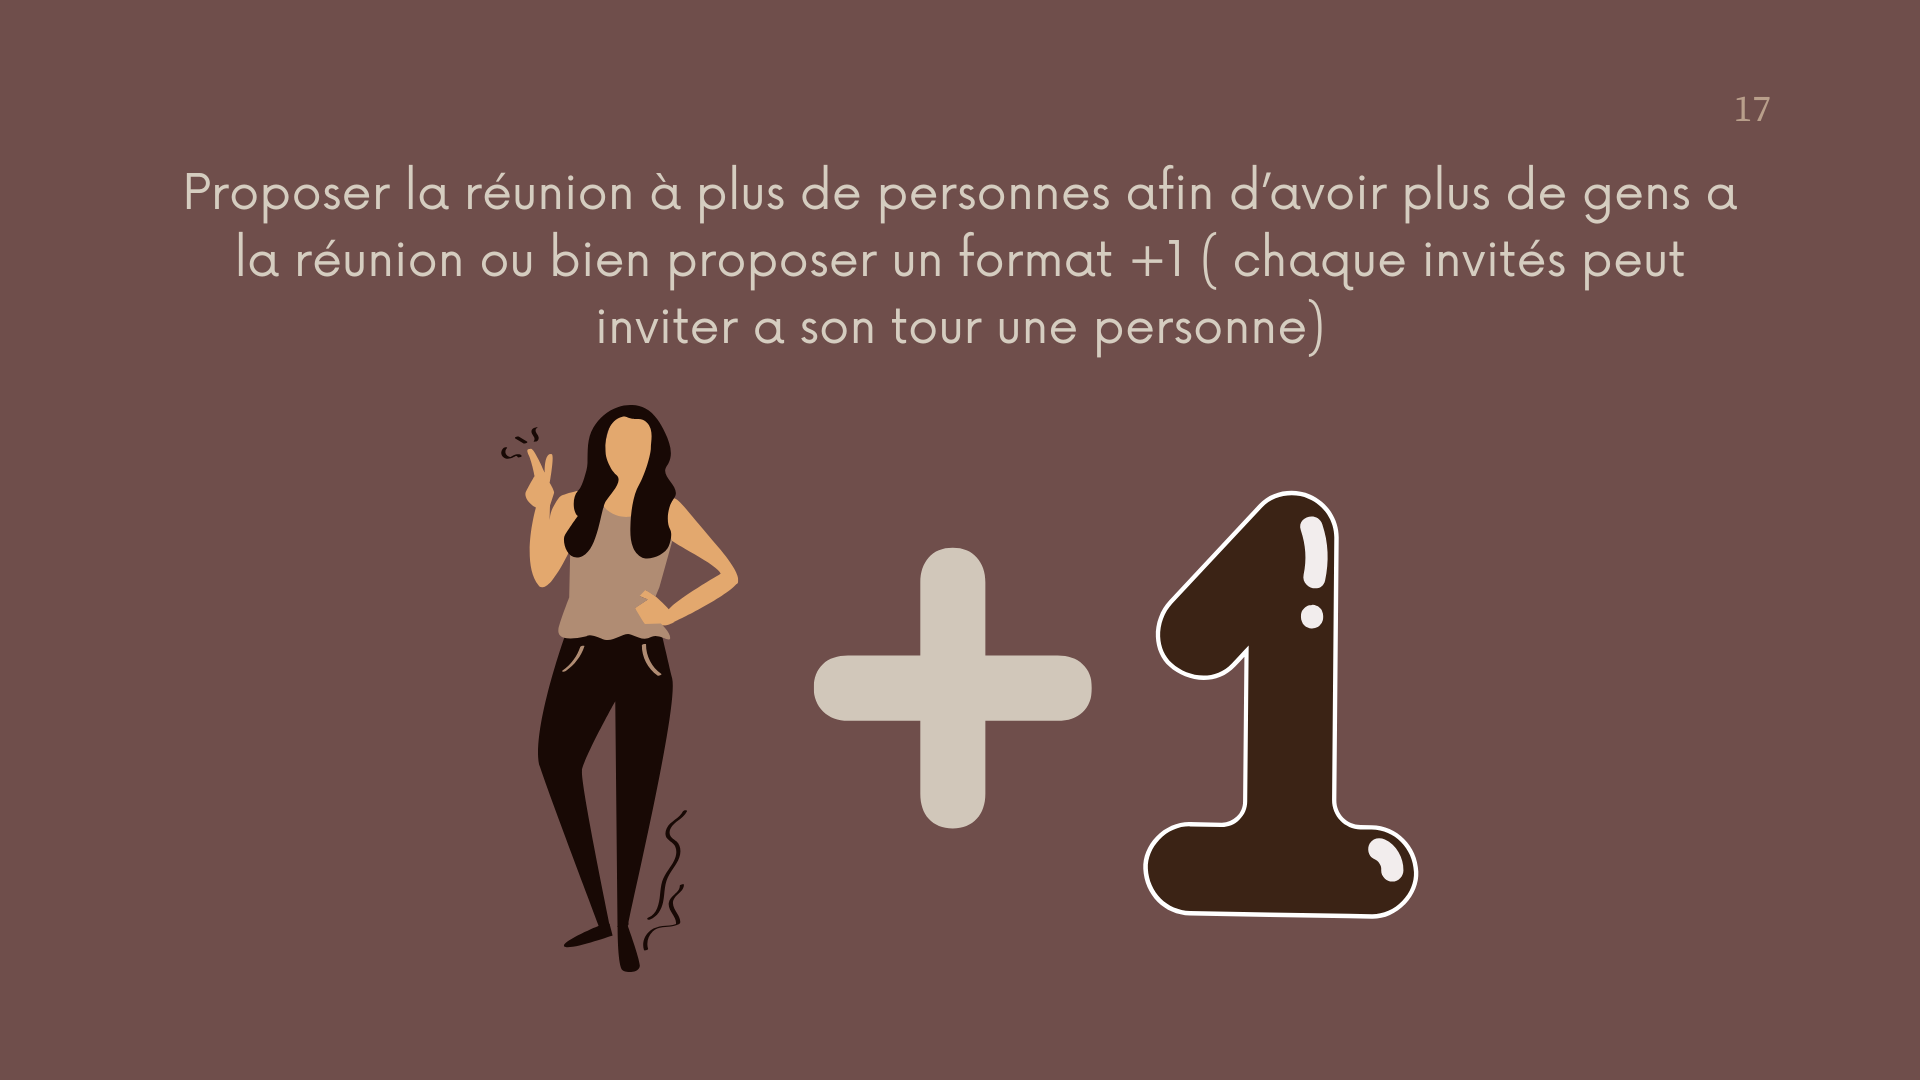 17
Proposer la réunion à plus de personnes afin d’avoir plus de gens a
la réunion ou bien proposer un format +1 ( chaque invités peut
inviter a son tour une personne)
+1